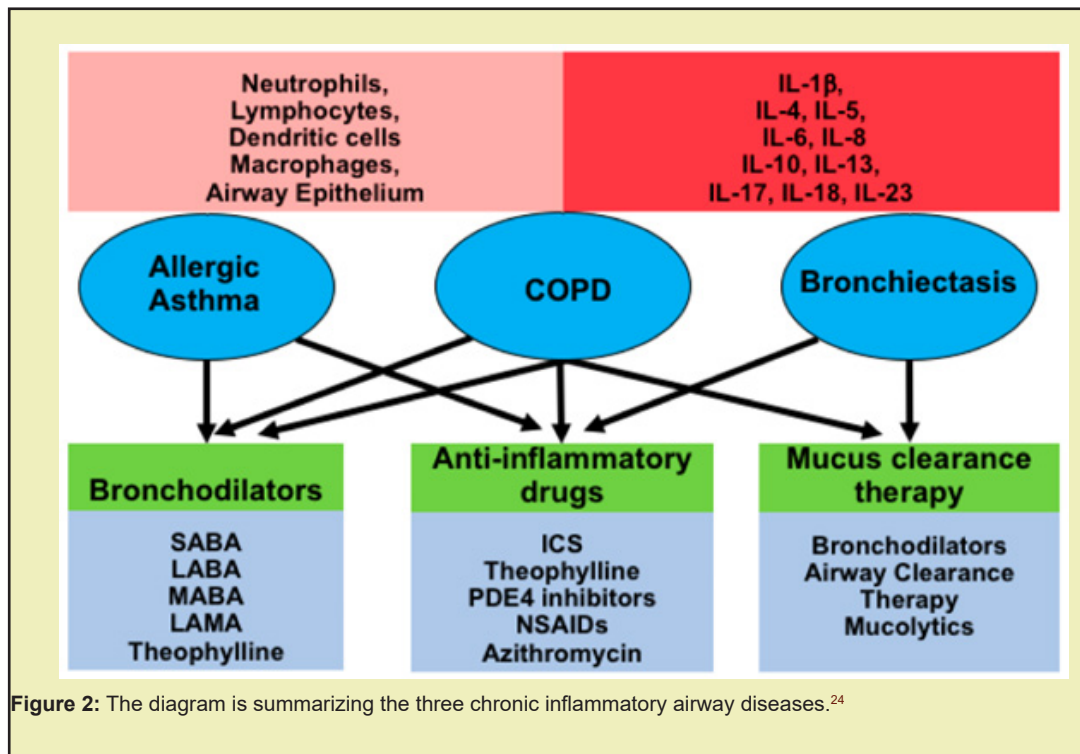 Neutrophils,
Lymphocytes,
Dendritic cells
Macrophages,
Airway Epithelium
IL-1β,
IL-4, IL-5,
IL-6, IL-8
IL-10, IL-13,
IL-17, IL-18, IL-23
Allergic
Asthma
COPD
Bronchiectasis
Bronchodilators
SABA
LABA
MABA
LAMA
Theophylline
Anti-inflammatory
drugs
ICS
Theophylline
PDE4 inhibitors
NSAIDs
Azithromycin
Mucus clearance
therapy
Bronchodilators
Airway Clearance
Therapy
Mucolytics
Figure 2: The diagram is summarizing the three chronic inflammatory airway diseases.24